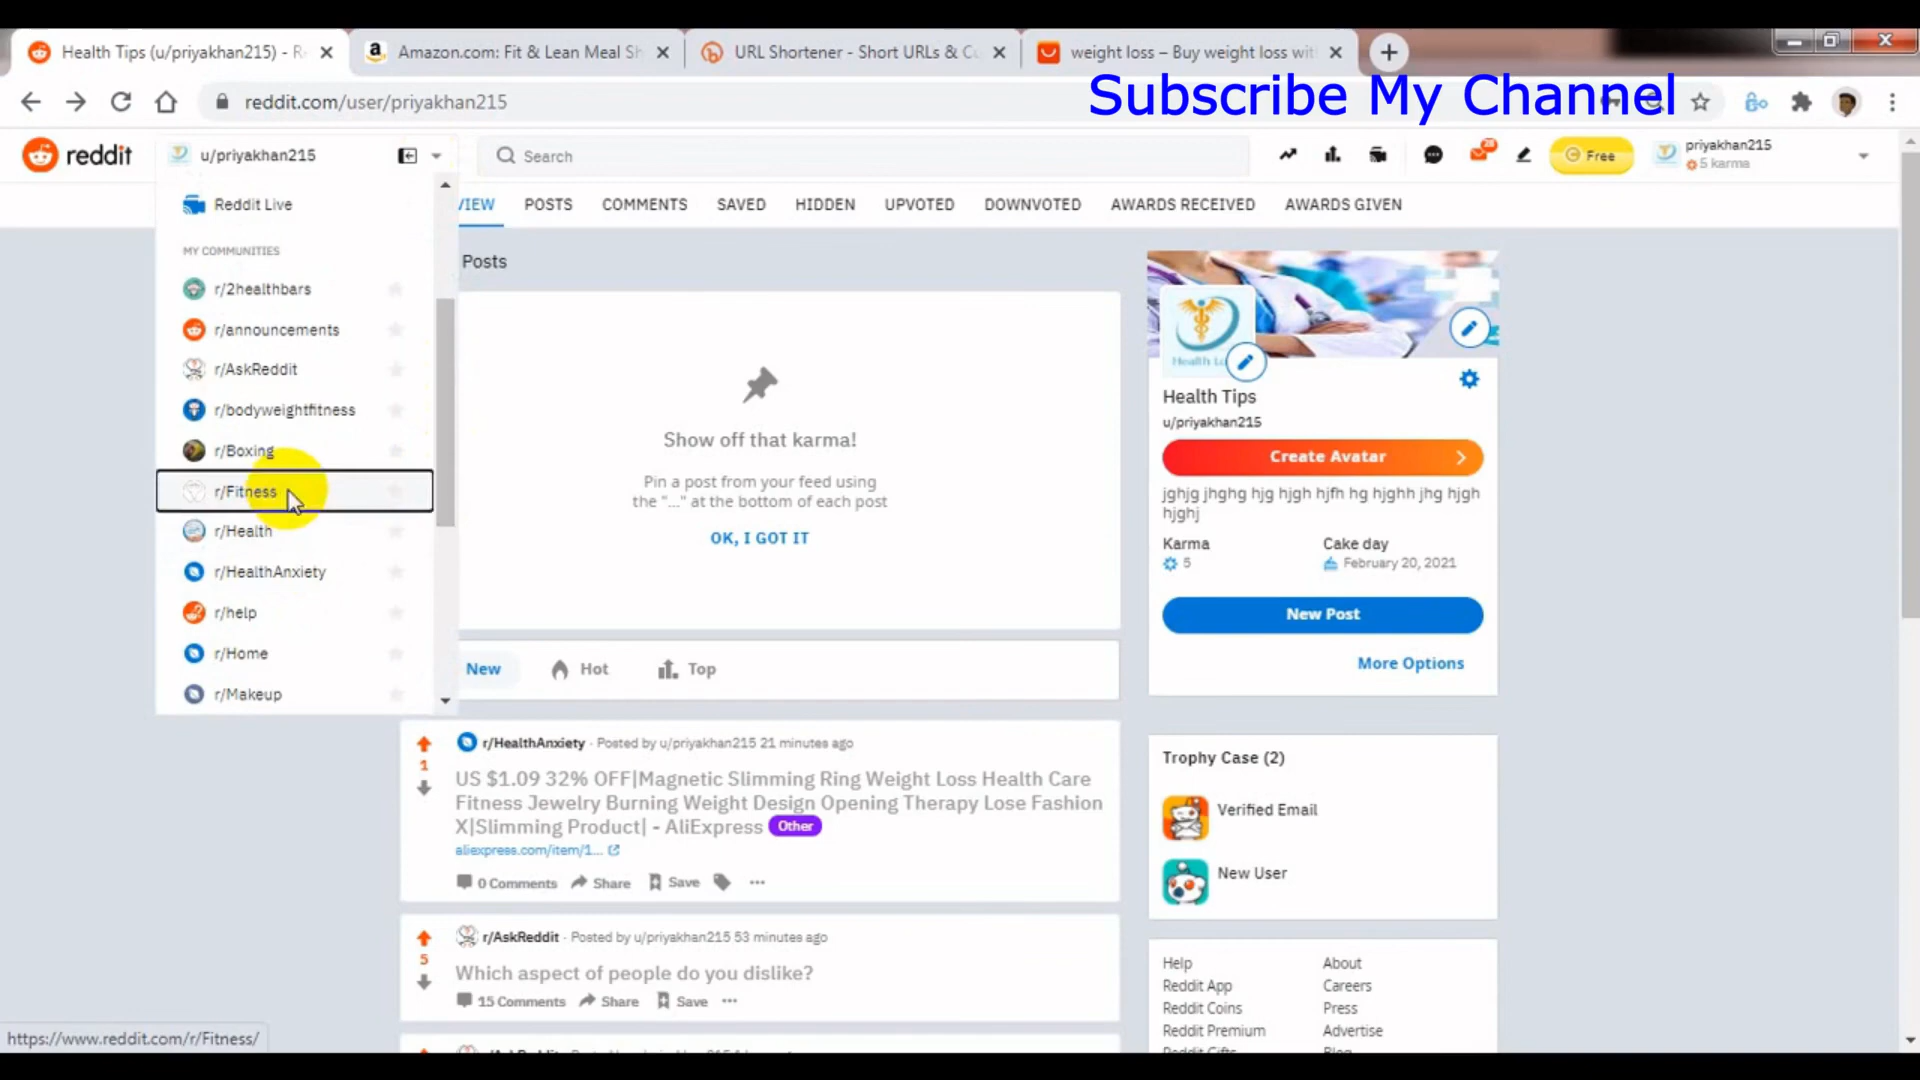 Health Tips (u/priyakhan215) - Re
Amazon.com: Fit & Lean Meal Sh
URL Shortener - Short URLs & Cu
weight loss – Buy weight loss wit
Subscribe My Channel
reddit.com/user/priyakhan215
reddit
u/priyakhan215
Search
28
Free
priyakhan215
5 karma
Reddit Live
VIEW
POSTS
COMMENTS
SAVED
HIDDEN
UPVOTED
DOWNVOTED
AWARDS RECEIVED
AWARDS GIVEN
MY COMMUNITIES
r/2healthbars
r/announcements
r/AskReddit
r/bodyweightfitness
r/Boxing
r/Fitness
r/Health
r/HealthAnxiety
r/help
r/Home
r/Makeup
Posts
Show off that karma!
Pin a post from your feed using
the "..." at the bottom of each post
OK, I GOT IT
New
Hot
Top
1
r/HealthAnxiety · Posted by u/priyakhan215 21 minutes ago
US $1.09 32% OFF|Magnetic Slimming Ring Weight Loss Health Care
Fitness Jewelry Burning Weight Design Opening Therapy Lose Fashion
X|Slimming Product| - AliExpress Other
aliexpress.com/item/1...
0 Comments
Share
Save
5
r/AskReddit · Posted by u/priyakhan215 53 minutes ago
Which aspect of people do you dislike?
15 Comments
Share
Save
Health Lo
Health Tips
u/priyakhan215
Create Avatar
jghjg jhghg hjg hjgh hjfh hg hjghh jhg hjgh
hjghj
Karma
5
Cake day
February 20, 2021
New Post
More Options
Trophy Case (2)
Verified Email
New User
Help
About
Reddit App
Careers
Reddit Coins
Press
Reddit Premium
Advertise
Reddit Gifts
Blog
https://www.reddit.com/r/Fitness/